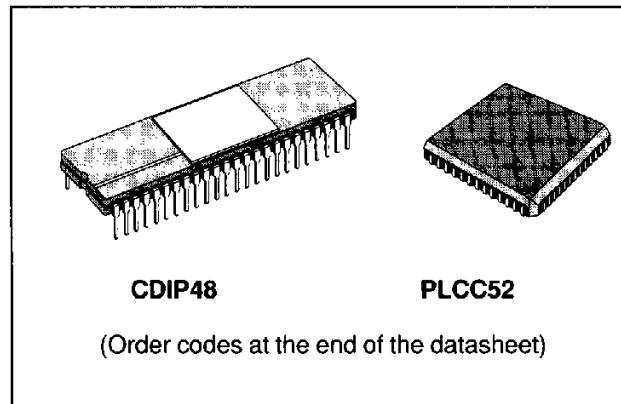 CDIP48
PLCC52
(Order codes at the end of the datasheet)